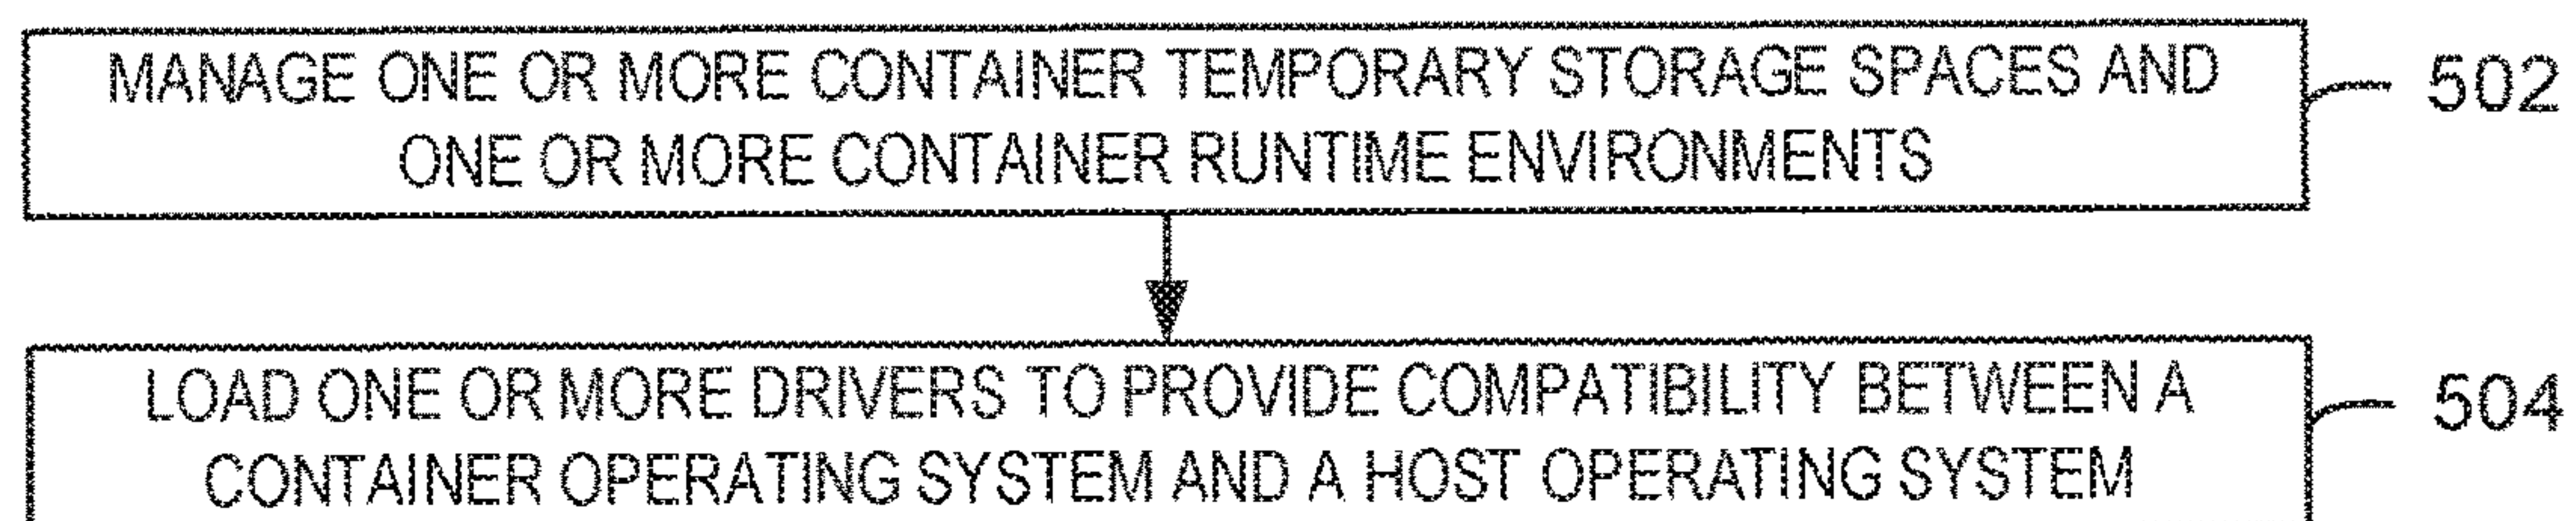 MANAGE ONE OR MORE CONTAINER TEMPORARY STORAGE SPACES AND
ONE OR MORE CONTAINER RUNTIME ENVIRONMENTS
502
LOAD ONE OR MORE DRIVERS TO PROVIDE COMPATIBILITY BETWEEN A
CONTAINER OPERATING SYSTEM AND A HOST OPERATING SYSTEM
504